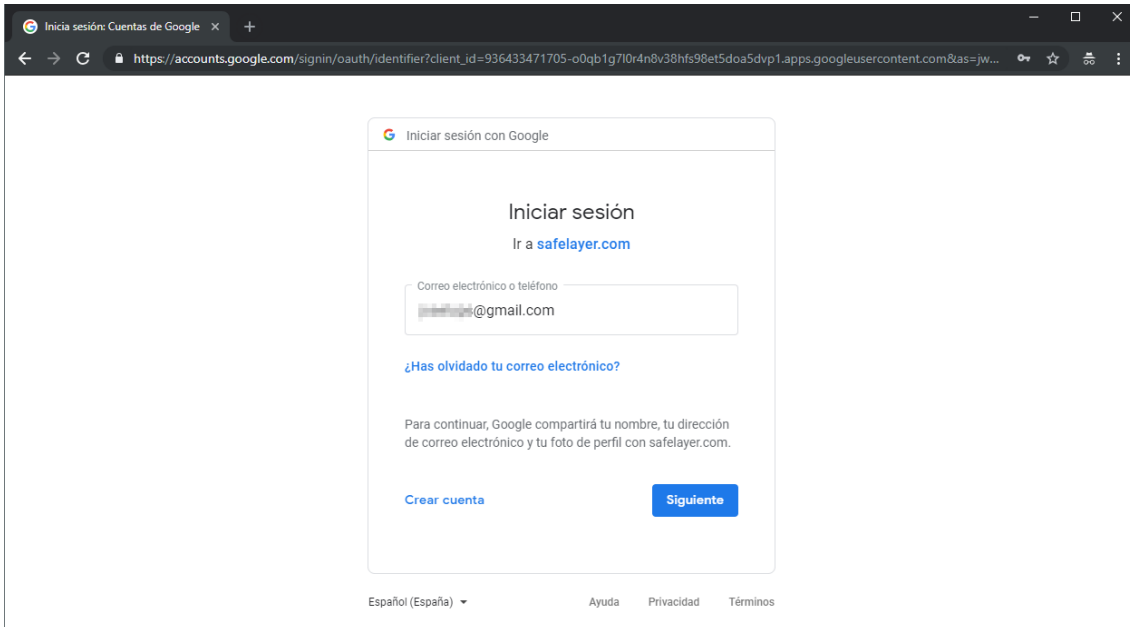 Inicia sesión: Cuentas de Google
https://accounts.google.com/signin/oauth/identifier?client_id=936433471705-o0qb1g7l0r4n8v38hfs98et5doa5dvp1.apps.googleusercontent.com&as=jw...
Iniciar sesión con Google
Iniciar sesión
Ir a safelayer.com
Correo electrónico o teléfono
@gmail.com
¿Has olvidado tu correo electrónico?
Para continuar, Google compartirá tu nombre, tu dirección
de correo electrónico y tu foto de perfil con safelayer.com.
Crear cuenta Siguiente
Español (España) Ayuda Privacidad Términos